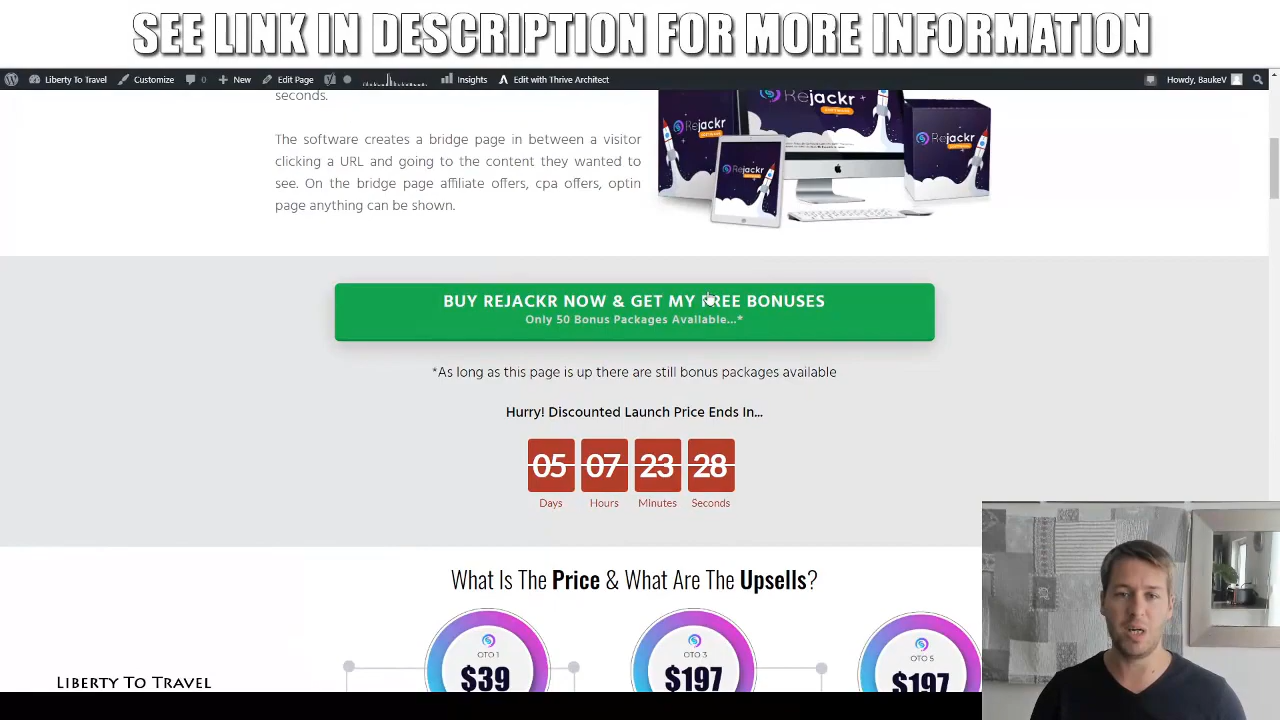 SEE LINK IN DESCRIPTION FOR MORE INFORMATION
Liberty To Travel Customize 0 New Edit Page Insights Edit with Thrive Architect Howdy, BaukeV
seconds.
The software creates a bridge page in between a visitor
clicking a URL and going to the content they wanted to
see. On the bridge page affiliate offers, cpa offers, optin
page anything can be shown.
Rejackr
Rejackr
Rejackr
Rejackr
BUY REJACKR NOW & GET MY FREE BONUSES
Only 50 Bonus Packages Available...*
*As long as this page is up there are still bonus packages available
Hurry! Discounted Launch Price Ends In...
05 07 23 28
Days Hours Minutes Seconds
What Is The Price & What Are The Upsells?
OTO 1 OTO 3 OTO 5
$39 $197 $197
LIBERTY TO TRAVEL